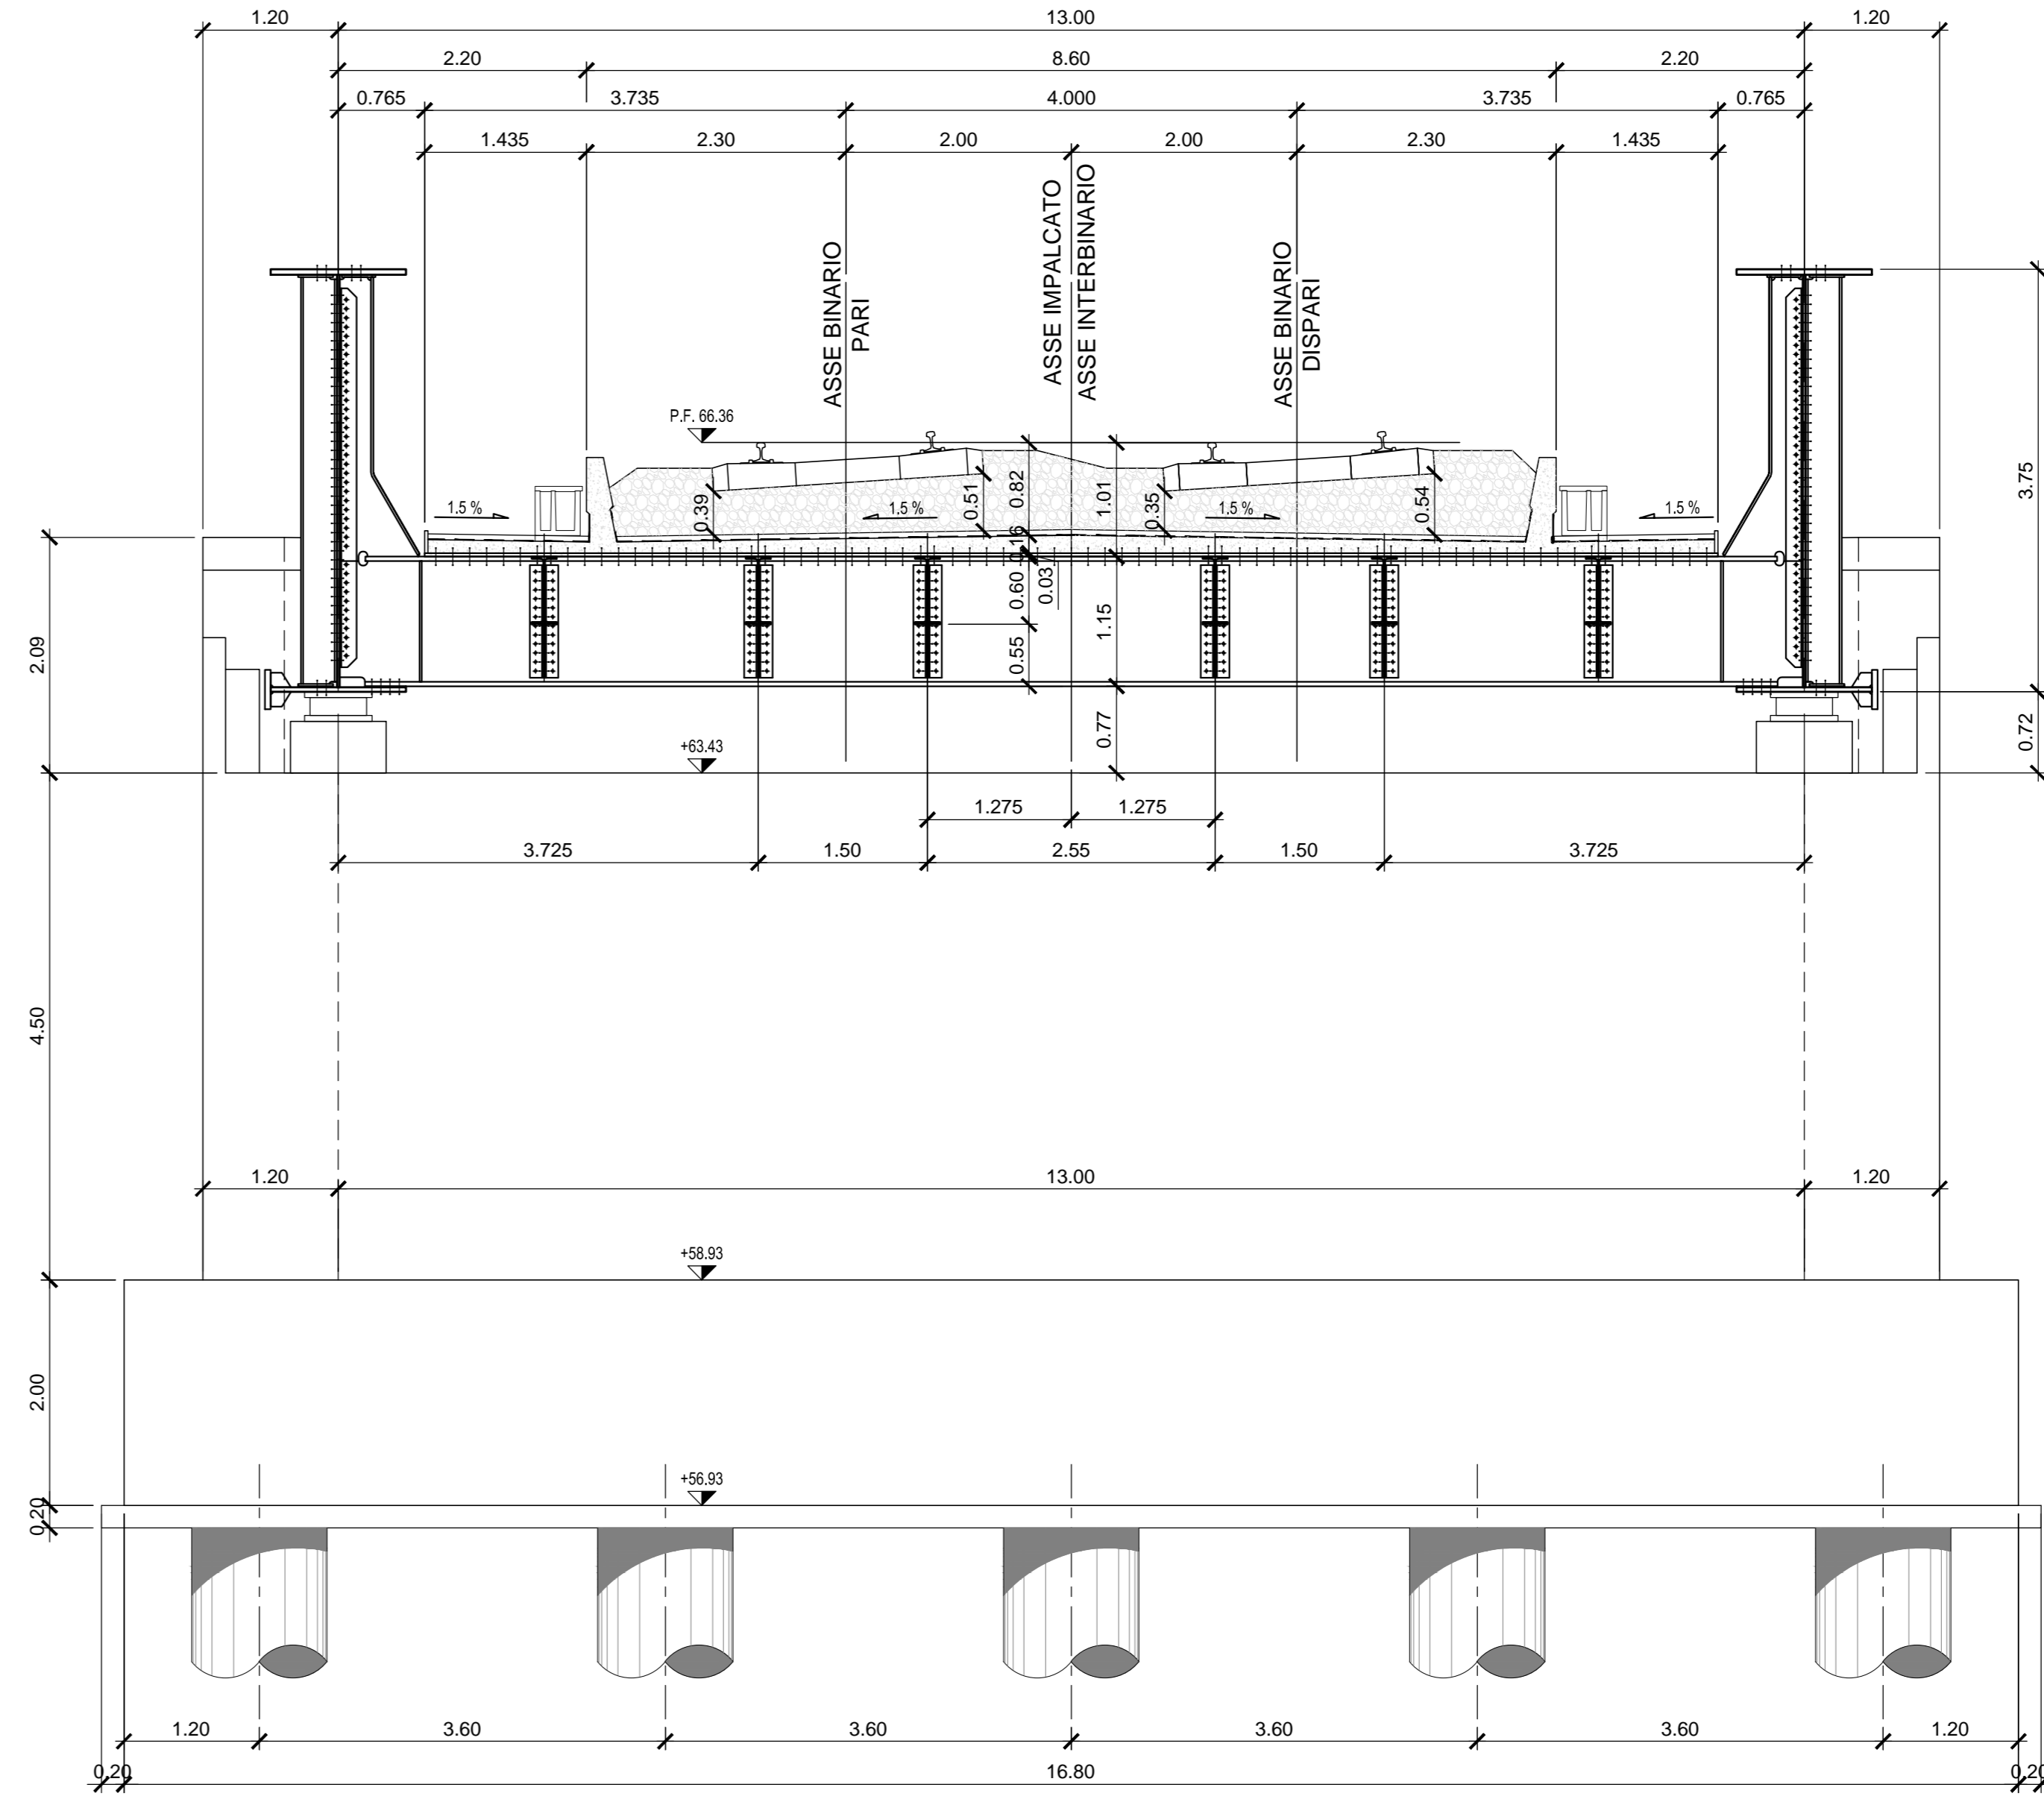 1.20 13.00 1.20
2.20 8.60 2.20
0.765 3.735 4.000 3.735 0.765
1.435 2.30 2.00 2.00 2.30 1.435
ASSE BINARIO
PARI
ASSE IMPALCATO
ASSE INTERBINARIO
ASSE BINARIO
DISPARI
P.F. 66.36
3.75
0.39
0.51
0.82
1.01
0.35
0.54
1.5 %
1.5 %
1.5 %
1.5 %
0.16
0.60
0.03
0.55
1.15
2.09
0.77
0.72
+63.43
1.275 1.275
3.725 1.50 2.55 1.50 3.725
4.50
1.20 13.00 1.20
+58.93
2.00
+56.93
0.20
1.20 3.60 3.60 3.60 3.60 1.20
0.20 16.80 0.20